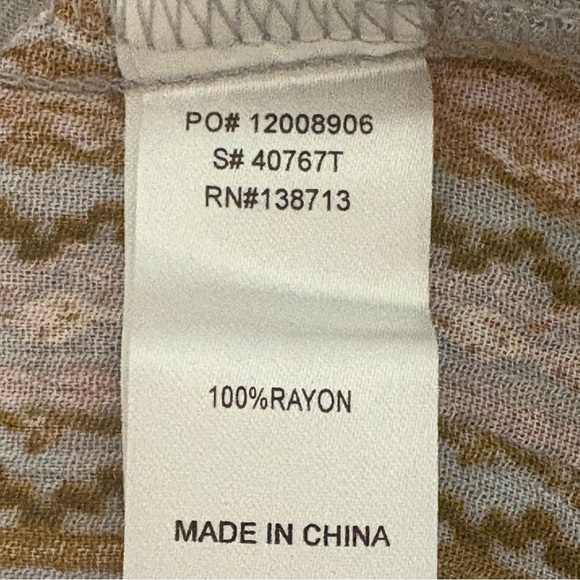 PO# 12008906
S# 40767T
RN#138713
100%RAYON
MADE IN CHINA